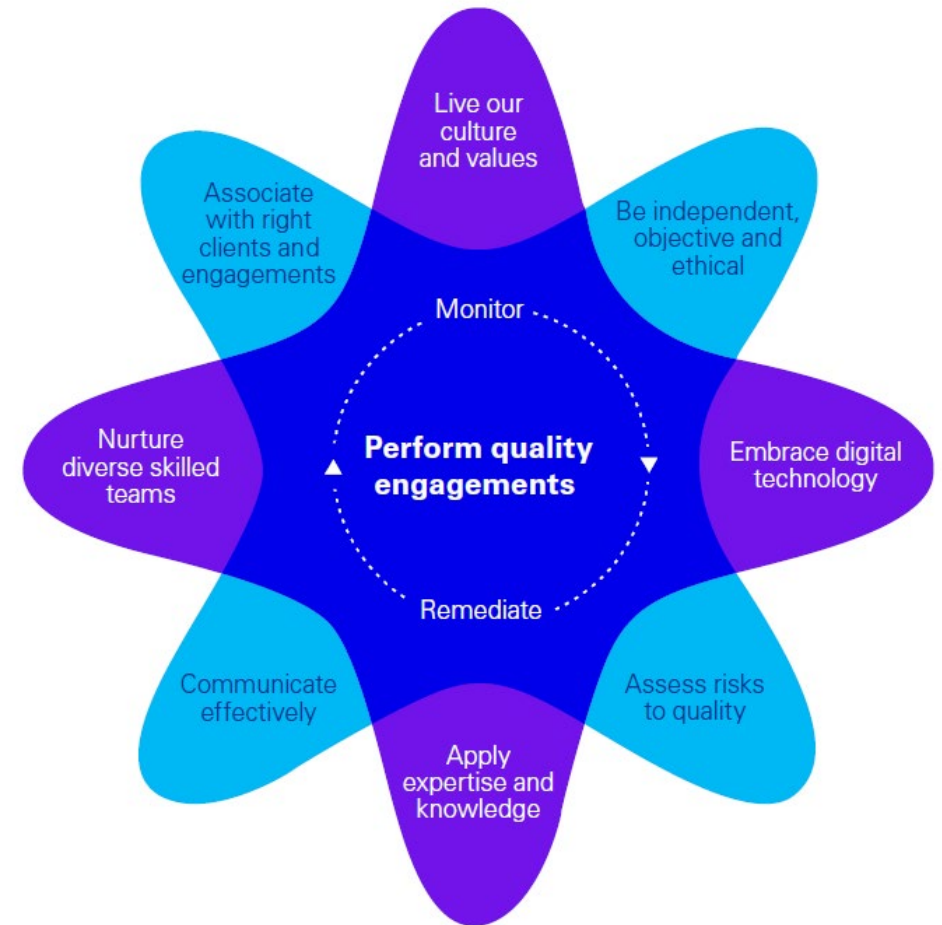 Live our
culture
and values
Associate
with right
clients and
engagements
Be independent,
objective and
ethical
Monitor
Nurture
diverse skilled
teams
Perform quality
engagements
Embrace digital
technology
Remediate
Communicate
effectively
Assess risks
to quality
Apply
expertise and
knowledge